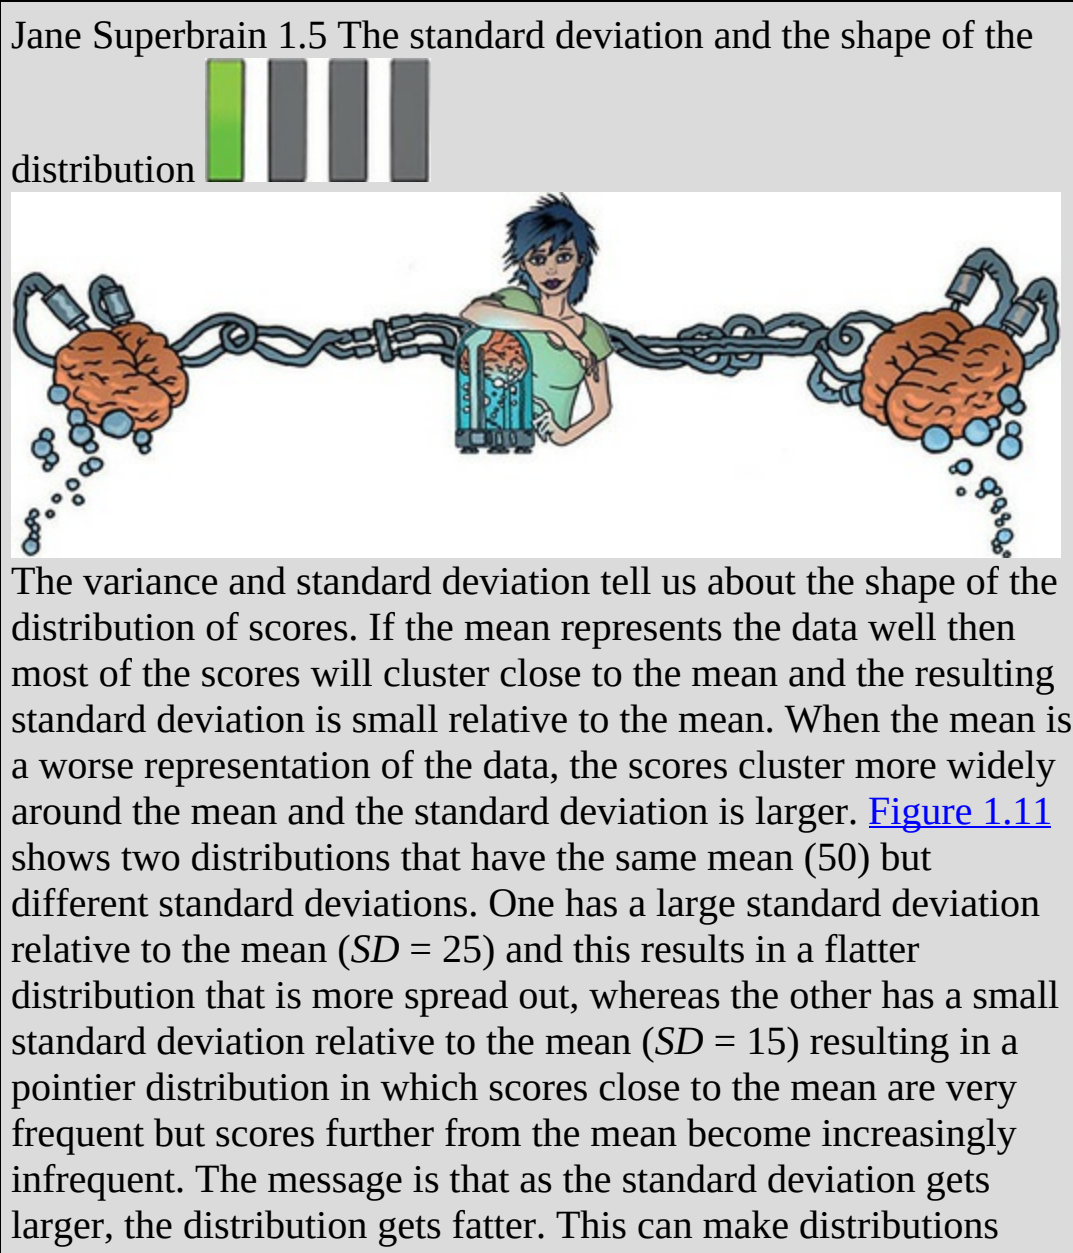 Jane Superbrain 1.5 The standard deviation and the shape of the
distribution
The variance and standard deviation tell us about the shape of the
distribution of scores. If the mean represents the data well then
most of the scores will cluster close to the mean and the resulting
standard deviation is small relative to the mean. When the mean is
a worse representation of the data, the scores cluster more widely
around the mean and the standard deviation is larger. Figure 1.11
shows two distributions that have the same mean (50) but
different standard deviations. One has a large standard deviation
relative to the mean (SD = 25) and this results in a flatter
distribution that is more spread out, whereas the other has a small
standard deviation relative to the mean (SD = 15) resulting in a
pointier distribution in which scores close to the mean are very
frequent but scores further from the mean become increasingly
infrequent. The message is that as the standard deviation gets
larger, the distribution gets fatter. This can make distributions